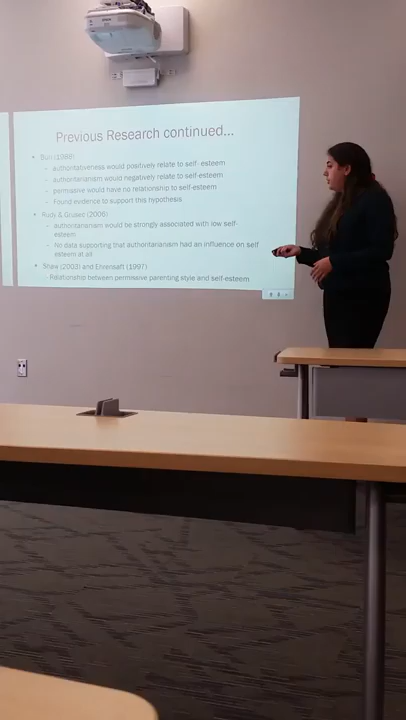 Previous Research continued...
Buri (1988)
- authoritativeness would positively relate to self- esteem
- authoritarianism would negatively relate to self-esteem
- permissive would have no relationship to self-esteem
- Found evidence to support this hypothesis
Rudy & Grusec (2006)
- authoritarianism would be strongly associated with low self-
esteem
- No data supporting that authoritarianism had an influence on self
esteem at all
Shaw (2003) and Ehrensaft (1997)
- Relationship between permissive parenting style and self-esteem